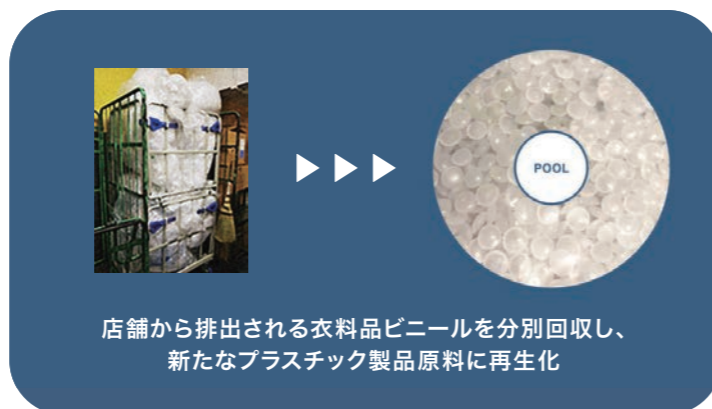 POOL
店舗から排出される衣料品ビニールを分別回収し、
新たなプラスチック製品原料に再生化